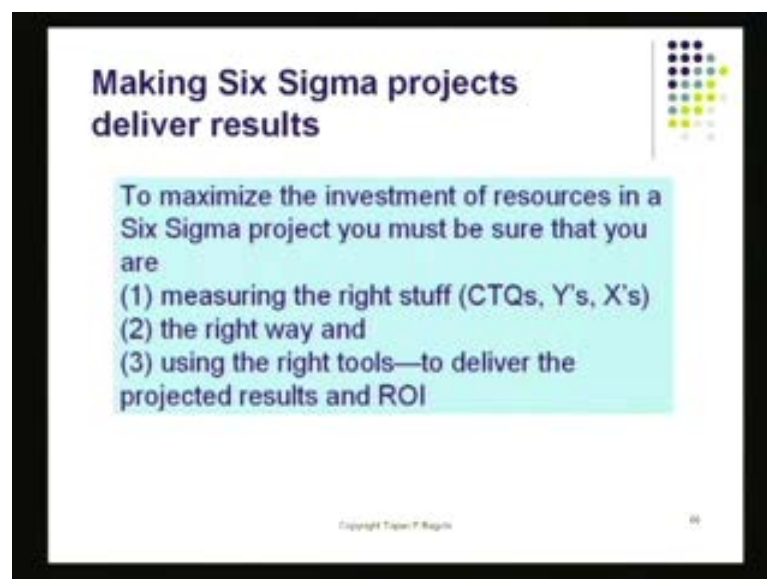 Making Six Sigma projects
deliver results
To maximize the investment of resources in a
Six Sigma project you must be sure that you
are
(1) measuring the right stuff (CTQs, Y's, X's)
(2) the right way and
(3) using the right tools—to deliver the
projected results and ROI
Copyright Tapan P